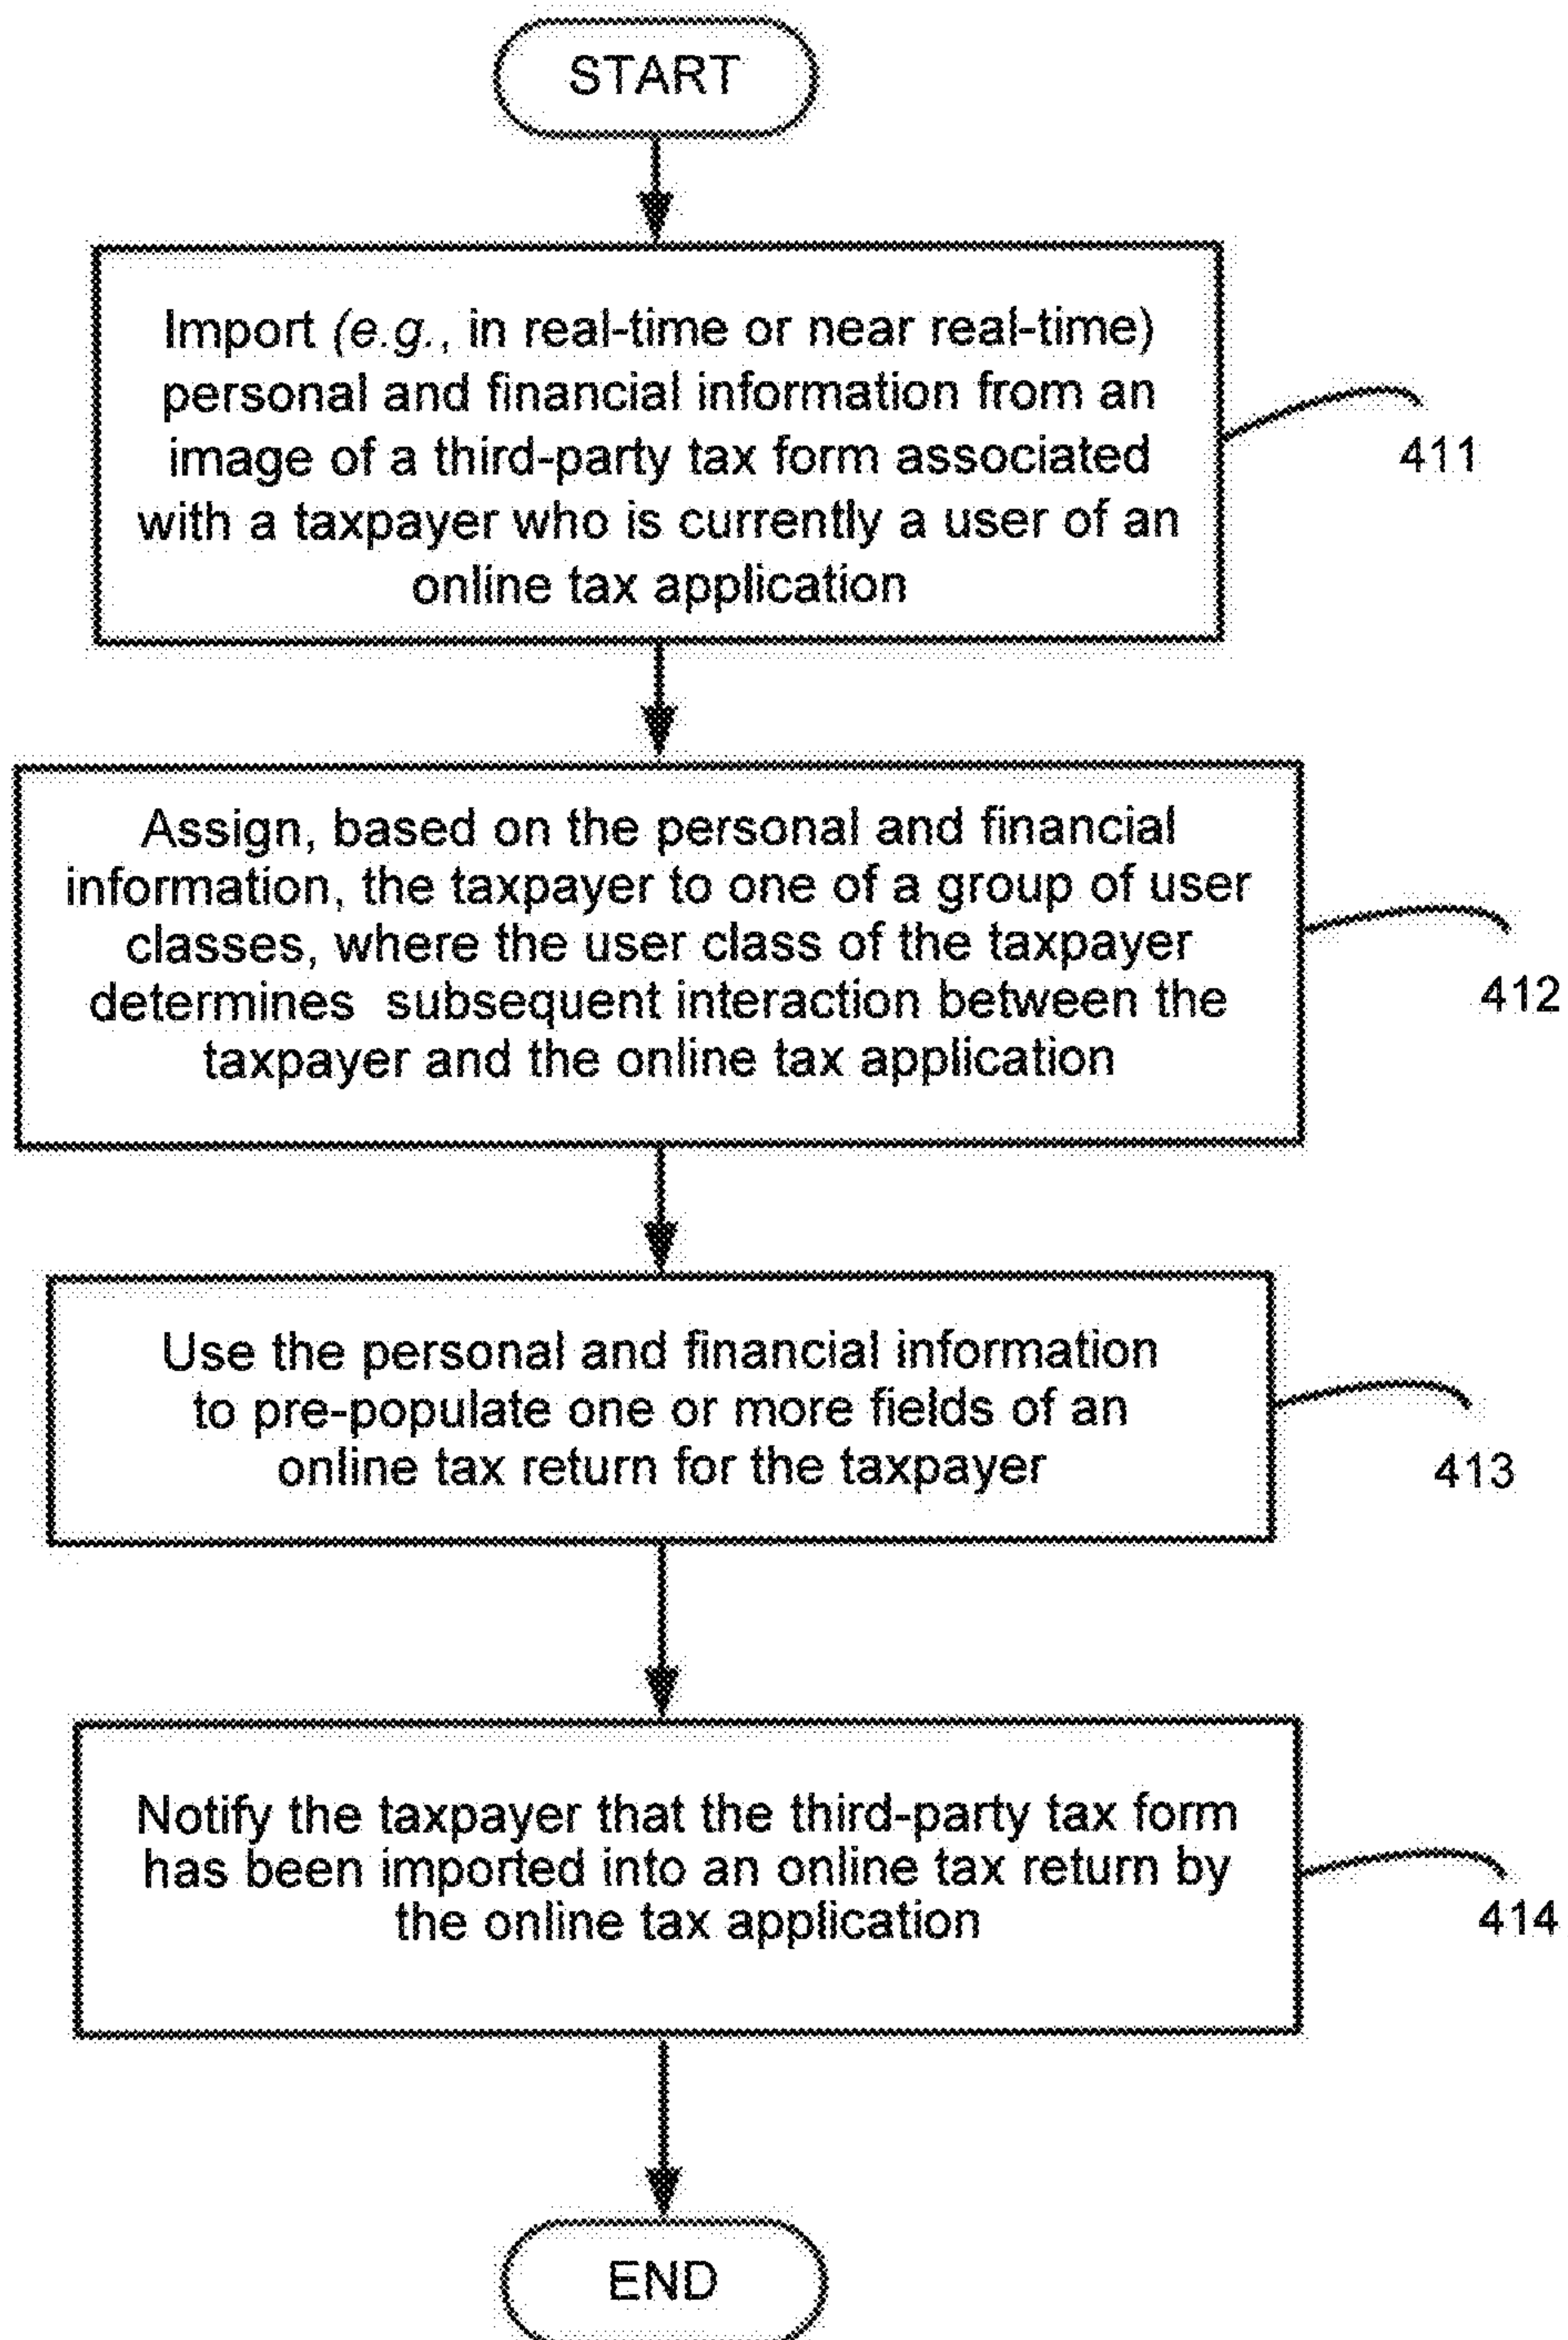 START
Import (e.g., in real-time or near real-time)
personal and financial information from an
image of a third-party tax form associated
with a taxpayer who is currently a user of an
online tax application
411
Assign, based on the personal and financial
information, the taxpayer to one of a group of user
classes, where the user class of the taxpayer
determines subsequent interaction between the
taxpayer and the online tax application
412
Use the personal and financial information
to pre-populate one or more fields of an
online tax return for the taxpayer
413
Notify the taxpayer that the third-party tax form
has been imported into an online tax return by
the online tax application
414
END